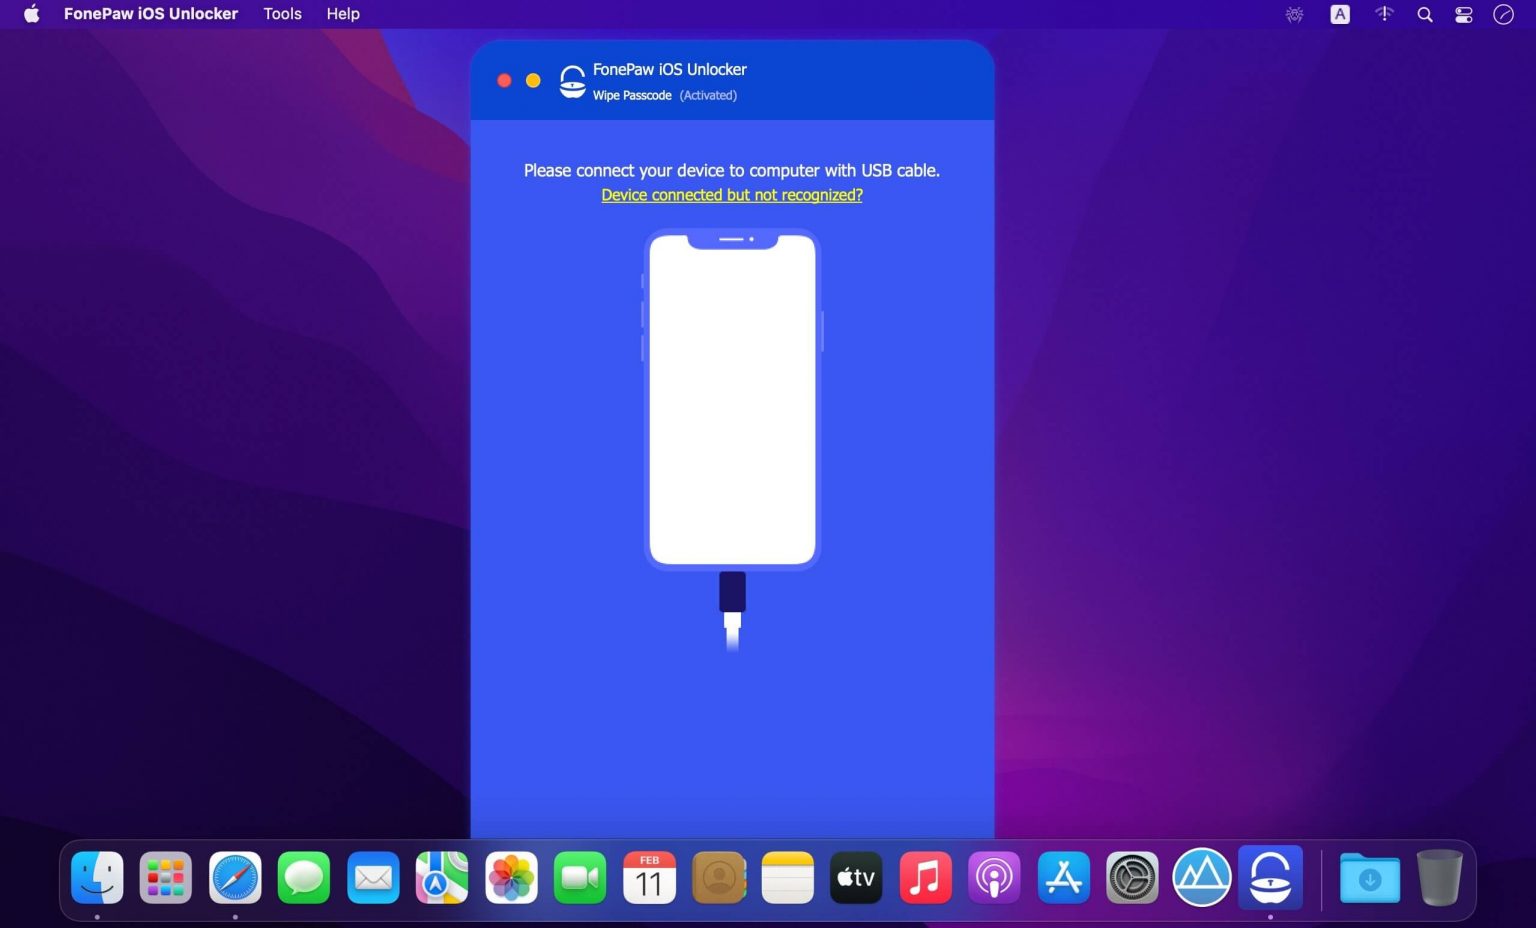 FonePaw iOS Unlocker Tools Help
A
FonePaw iOS Unlocker
Wipe Passcode (Activated)
Please connect your device to computer with USB cable.
Device connected but not recognized?
FEB
11
tv